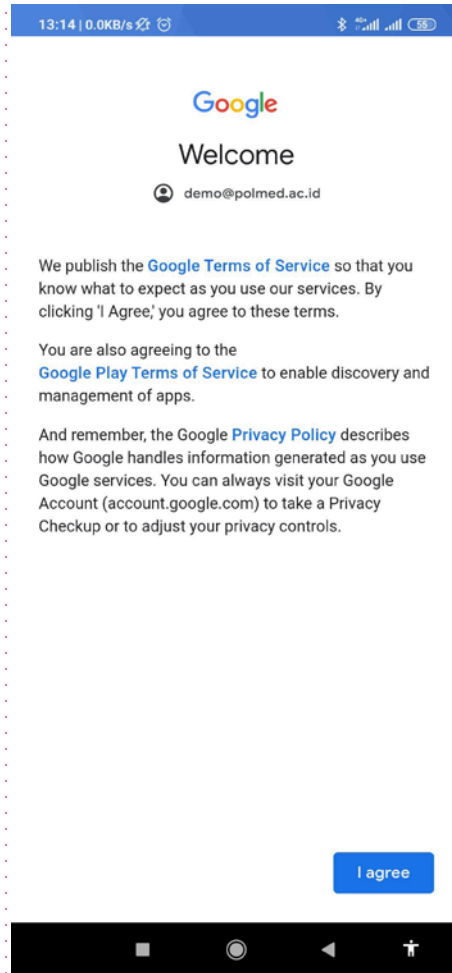 13:14 | 0.0KB/s
4G+
55
Google
Welcome
demo@polmed.ac.id
We publish the Google Terms of Service so that you
know what to expect as you use our services. By
clicking 'I Agree,' you agree to these terms.
You are also agreeing to the
Google Play Terms of Service to enable discovery and
management of apps.
And remember, the Google Privacy Policy describes
how Google handles information generated as you use
Google services. You can always visit your Google
Account (account.google.com) to take a Privacy
Checkup or to adjust your privacy controls.
I agree